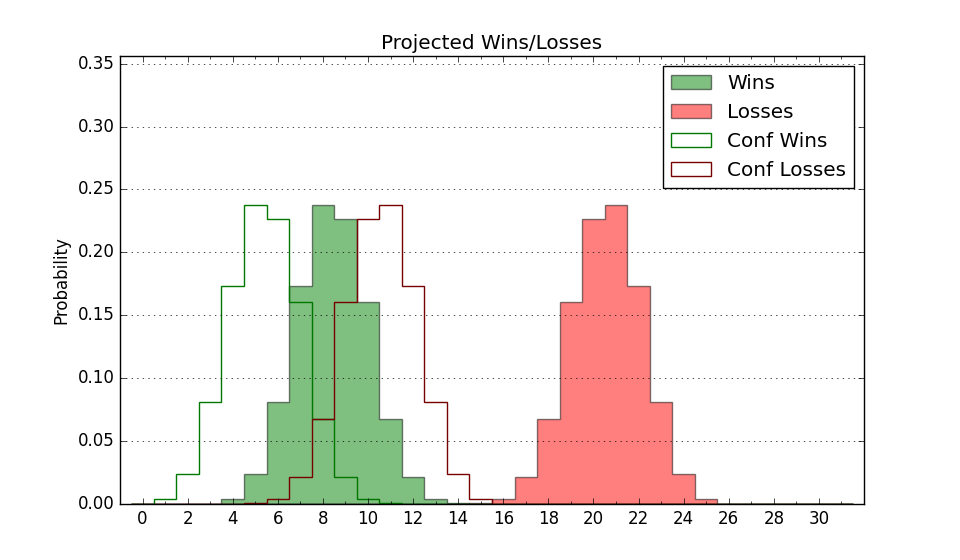 Projected Wins/Losses
0.35
0.30
0.25
0.20
0.15
0.10
0.05
0.00
Probability
Wins
Losses
Conf Wins
Conf Losses
0 2 4 6 8 10 12 14 16 18 20 22 24 26 28 30